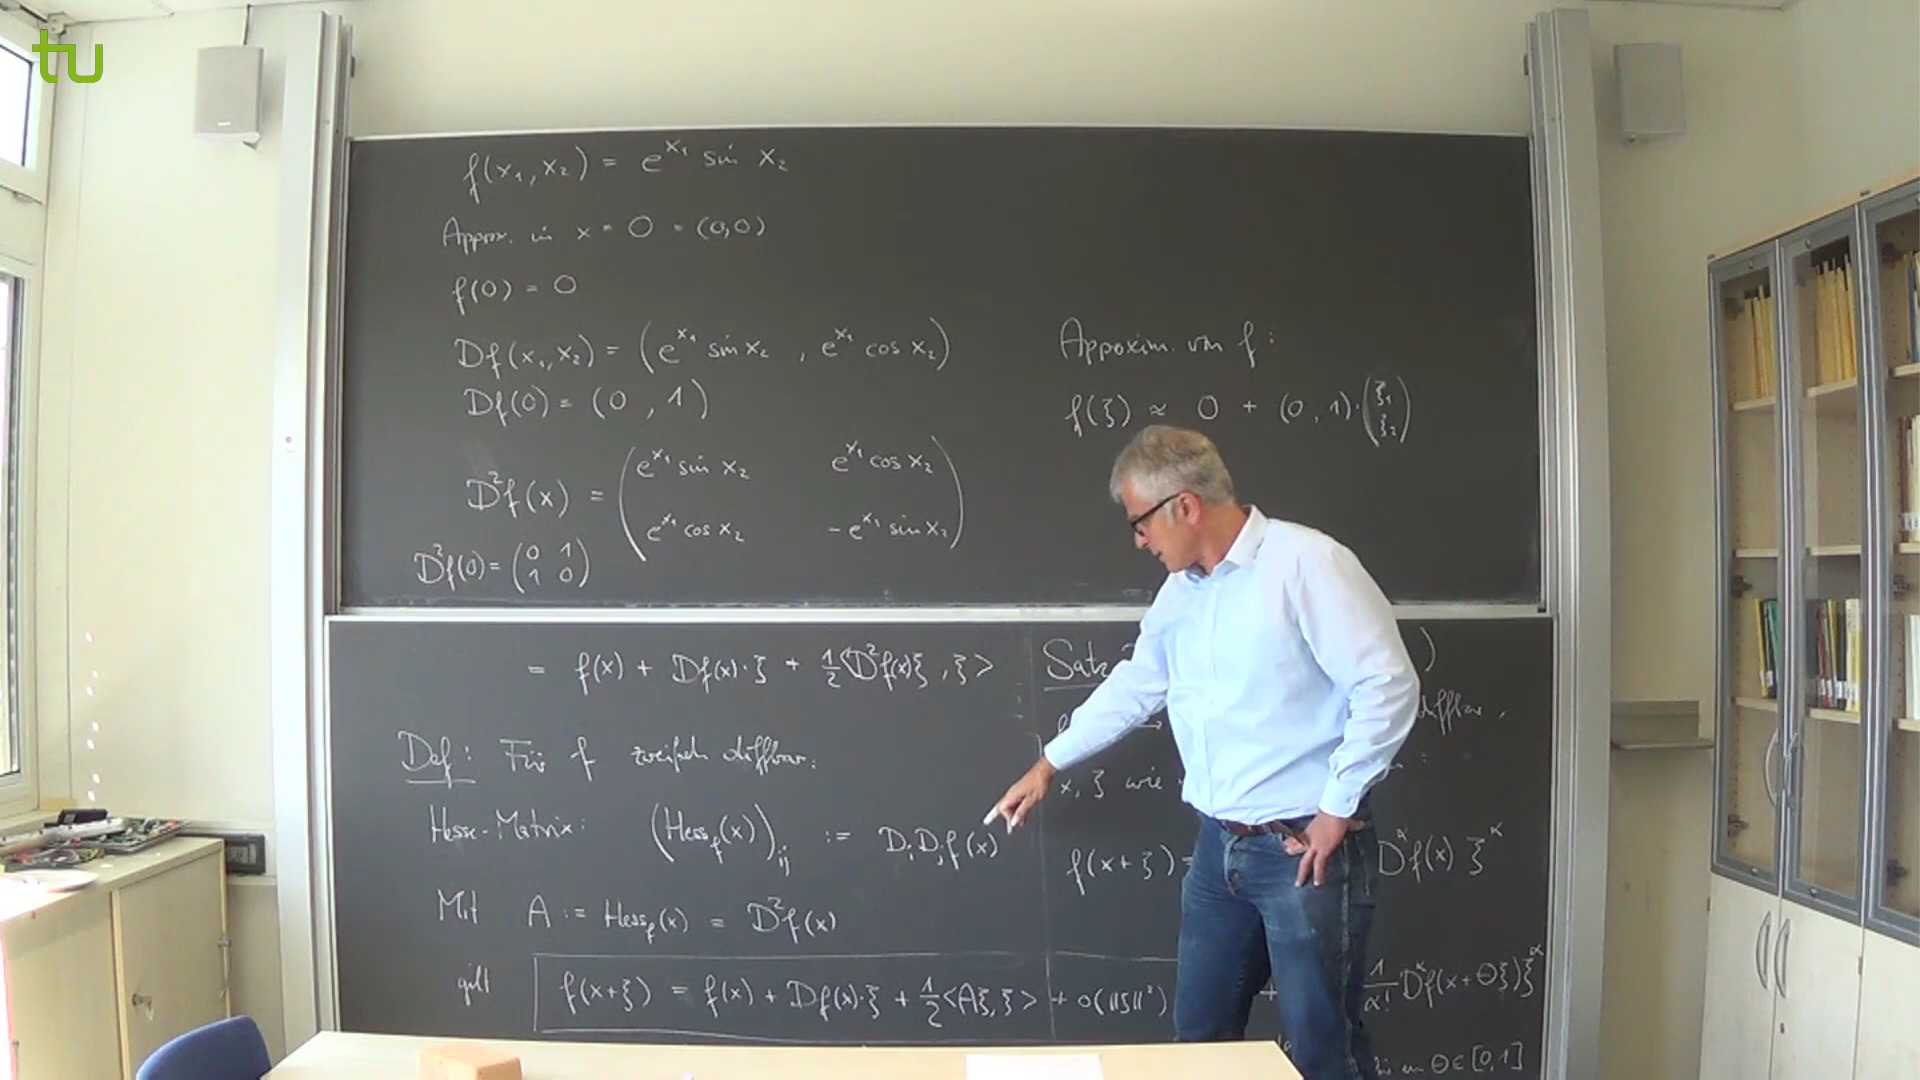 tu
f(x₁, x₂) = e^{x₁} sin x₂
Approx. in x = 0 = (0,0)
f(0) = 0
Df(x₁, x₂) = (e^{x₁} sin x₂ , e^{x₁} cos x₂)
Df(0) = (0 , 1)
D²f(x) = ( e^{x₁} sin x₂ e^{x₁} cos x₂
e^{x₁} cos x₂ - e^{x₁} sin x₂ )
D²f(0) = ( 0 1
1 0 )
Approxim. von f :
f(ξ) ≈ 0 + (0, 1)·( ξ₁
ξ₂ )
= f(x) + Df(x)·ξ + ½<D²f(x)ξ, ξ>
Def: Für f zweifach diffbar:
Hesse-Matrix: (Hess_f(x))_{ij} := D_i D_j f(x)
Mit A := Hess_f(x) = D²f(x)
gilt f(x+ξ) = f(x) + Df(x)·ξ + ½<Aξ, ξ> + o(||ξ||²)
Satz )
→ diffbar,
x, ξ wie :
f(x+ξ) = D^α f(x) ξ^α
+ 1/α! D^α f(x+Θξ)ξ^α
ein Θ ∈ [0,1]